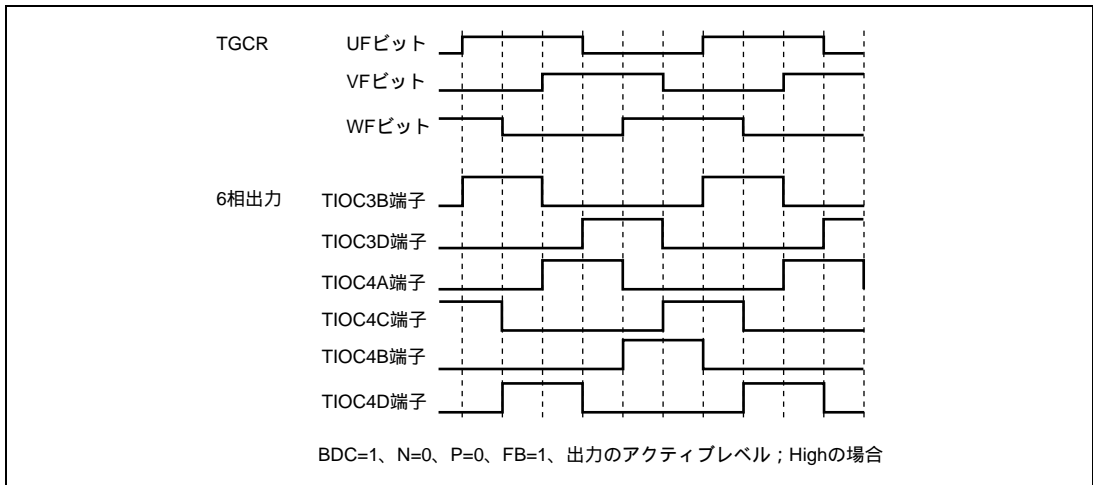 TGCR UFビット
VFビット
WFビット
6相出力 TIOC3B端子
TIOC3D端子
TIOC4A端子
TIOC4C端子
TIOC4B端子
TIOC4D端子
BDC=1、N=0、P=0、FB=1、出力のアクティブレベル；Highの場合